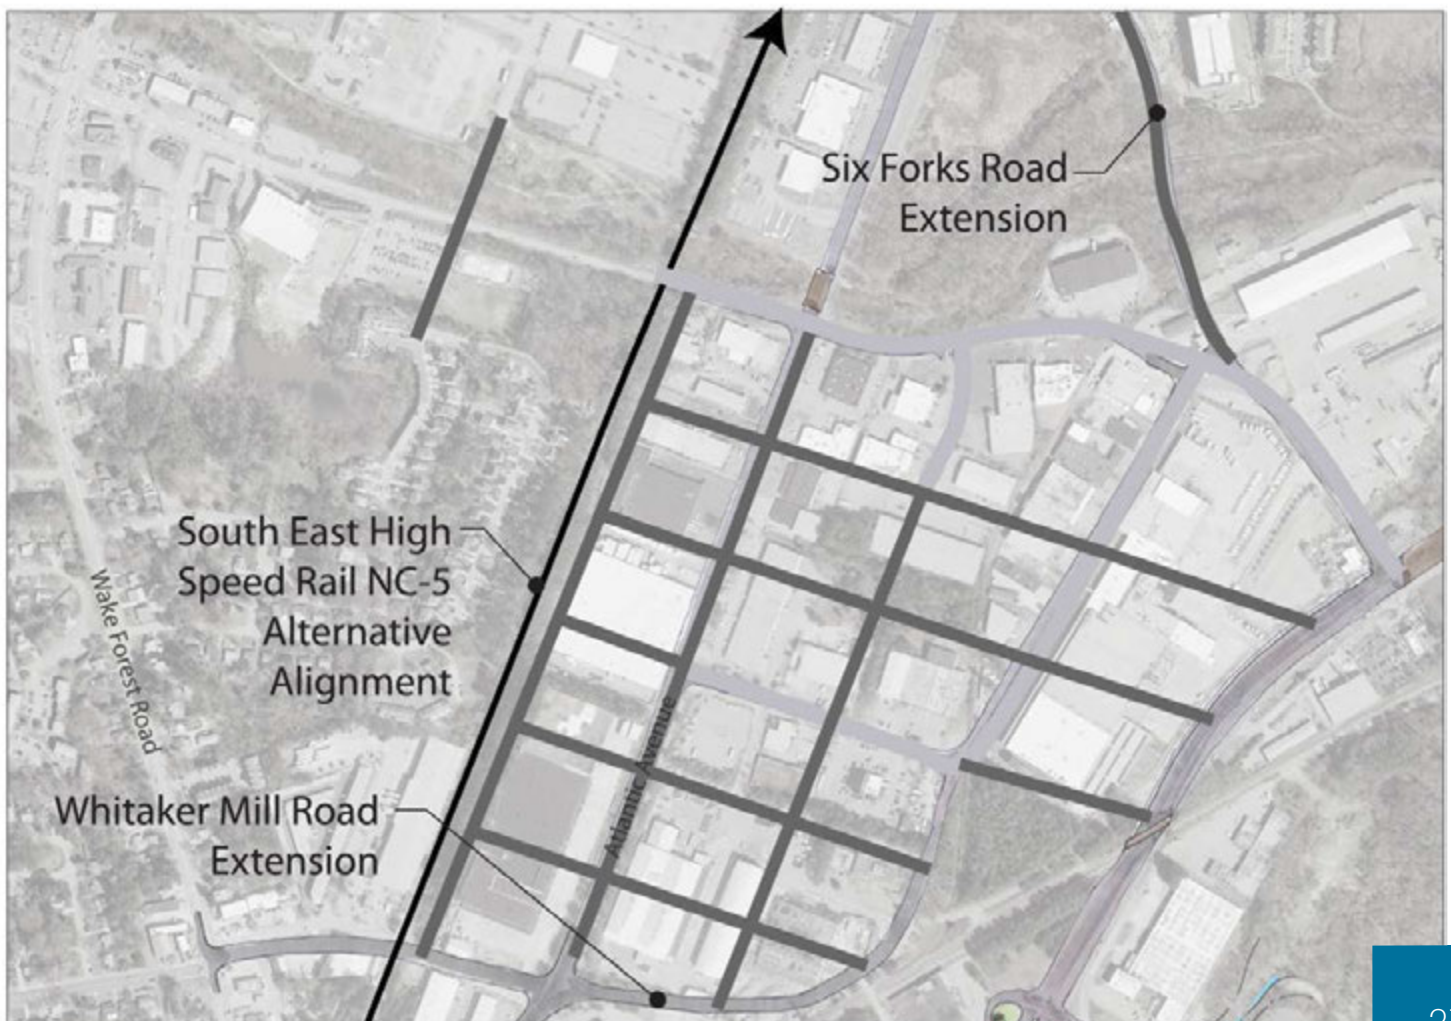 Six Forks Road
Extension
South East High
Speed Rail NC-5
Alternative
Alignment
Wake Forest Road
Atlantic Avenue
Whitaker Mill Road
Extension